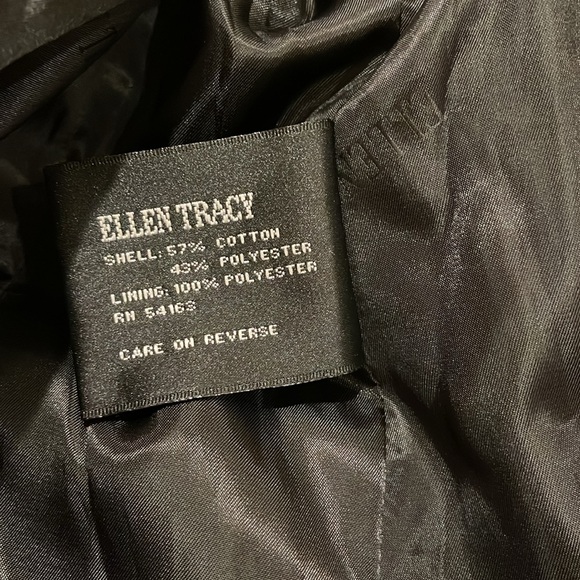 ELLEN TRACY
SHELL: 57% COTTON
43% POLYESTER
LINING: 100% POLYESTER
RN 54163
CARE ON REVERSE